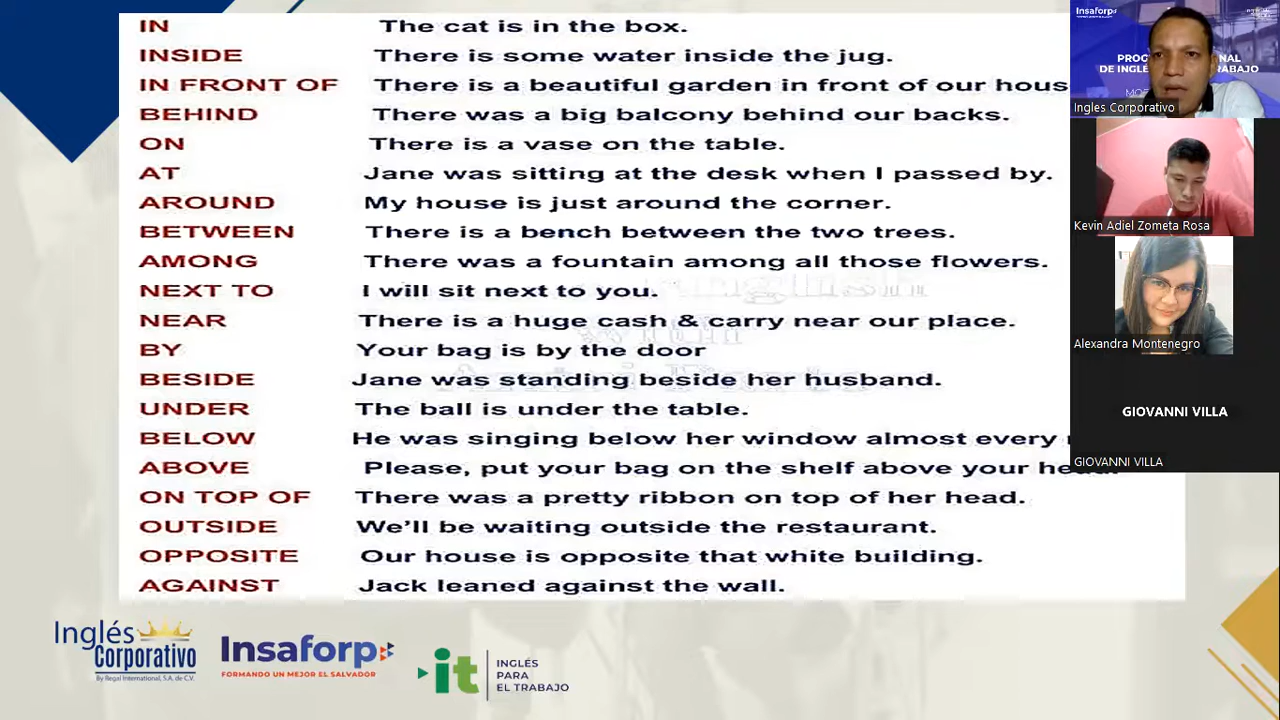 IN The cat is in the box.
INSIDE There is some water inside the jug.
IN FRONT OF There is a beautiful garden in front of our hous
BEHIND There was a big balcony behind our backs.
ON There is a vase on the table.
AT Jane was sitting at the desk when I passed by.
AROUND My house is just around the corner.
BETWEEN There is a bench between the two trees.
AMONG There was a fountain among all those flowers.
NEXT TO I will sit next to you.
NEAR There is a huge cash & carry near our place.
BY Your bag is by the door
BESIDE Jane was standing beside her husband.
UNDER The ball is under the table.
BELOW He was singing below her window almost every
ABOVE Please, put your bag on the shelf above your head.
ON TOP OF There was a pretty ribbon on top of her head.
OUTSIDE We'll be waiting outside the restaurant.
OPPOSITE Our house is opposite that white building.
AGAINST Jack leaned against the wall.
Insaforp
PROG NAL
DE INGLÉ RABAJO
Ingles Corporativo
Kevin Adiel Zometa Rosa
Alexandra Montenegro
GIOVANNI VILLA
GIOVANNI VILLA
Inglés
Corporativo
By Ilegal International, S.A. de C.V.
Insaforp
FORMANDO UN MEJOR EL SALVADOR
it
INGLÉS
PARA
EL TRABAJO